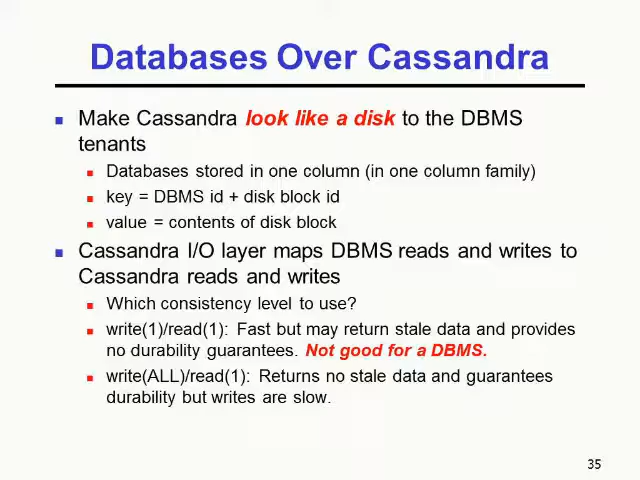 Databases Over Cassandra
Make Cassandra look like a disk to the DBMS
tenants
Databases stored in one column (in one column family)
key = DBMS id + disk block id
value = contents of disk block
Cassandra I/O layer maps DBMS reads and writes to
Cassandra reads and writes
Which consistency level to use?
write(1)/read(1): Fast but may return stale data and provides
no durability guarantees. Not good for a DBMS.
write(ALL)/read(1): Returns no stale data and guarantees
durability but writes are slow.
35